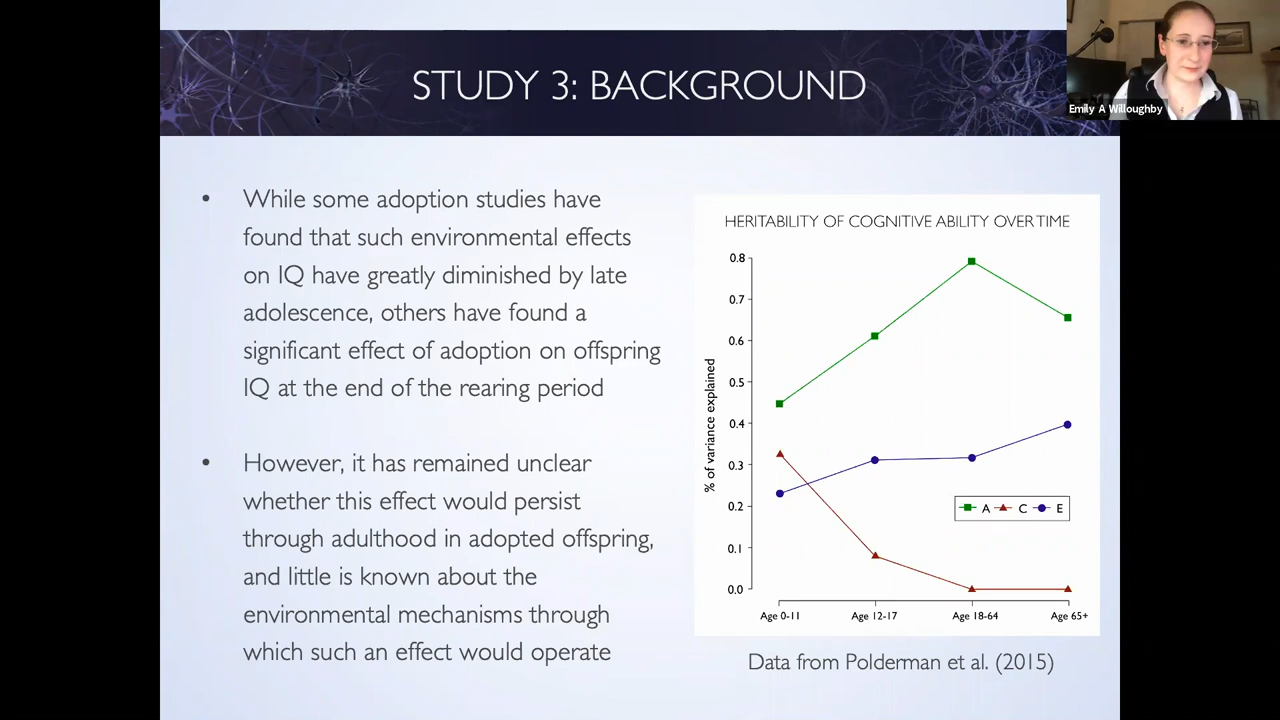 STUDY 3: BACKGROUND
Emily A Willoughby
• While some adoption studies have
found that such environmental effects
on IQ have greatly diminished by late
adolescence, others have found a
significant effect of adoption on offspring
IQ at the end of the rearing period
• However, it has remained unclear
whether this effect would persist
through adulthood in adopted offspring,
and little is known about the
environmental mechanisms through
which such an effect would operate
HERITABILITY OF COGNITIVE ABILITY OVER TIME
% of variance explained
0.8
0.7
0.6
0.5
0.4
0.3
0.2
0.1
0.0
A C E
Age 0-11 Age 12-17 Age 18-64 Age 65+
Data from Polderman et al. (2015)